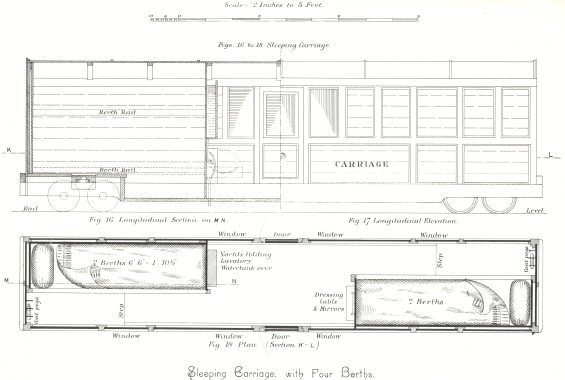 Scale: 2 Inches to 5 Feet.
Figs. 16 to 18 Sleeping Carriage.
Berth Rail
Berth Rail
K
L
CARRIAGE
Rail
Level
Fig. 16 Longitudinal Section on M N.
Fig. 17 Longitudinal Elevation
Window
Door
Window
Window
2 Berths 6' 6" × 1' 10½"
Yachts Folding
Lavatory
Watertank over
M
N
Step
Coat pegs
Step
Dressing
table
& Mirrors
2 Berths
Coat pegs
Window
Window
Door
Window
Fig 18 Plan (Section K-L)
Sleeping Carriage, with Four Berths.